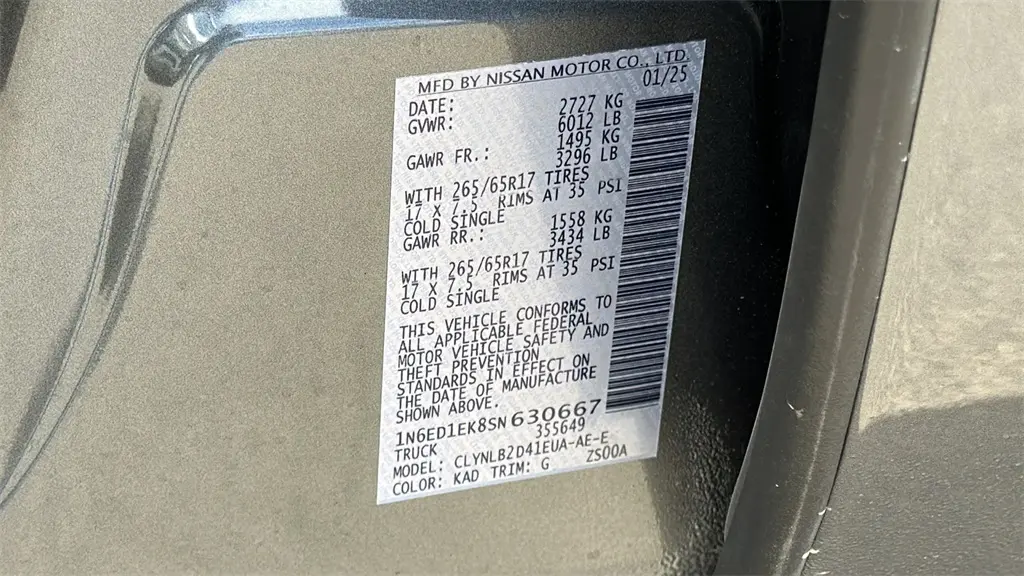 MFD BY NISSAN MOTOR CO., LTD.
DATE: 01/25
GVWR: 2727 KG
6012 LB
GAWR FR.: 1495 KG
3296 LB
WITH 265/65R17 TIRES
17 X 7.5 RIMS AT 35 PSI
COLD SINGLE
GAWR RR.: 1558 KG
3434 LB
WITH 265/65R17 TIRES
17 X 7.5 RIMS AT 35 PSI
COLD SINGLE
THIS VEHICLE CONFORMS TO
ALL APPLICABLE FEDERAL
MOTOR VEHICLE SAFETY AND
THEFT PREVENTION
STANDARDS IN EFFECT ON
THE DATE OF MANUFACTURE
SHOWN ABOVE.
1N6ED1EK8SN630667
TRUCK 355649
MODEL: CLYNLB2D41EUA-AE-E
COLOR: KAD TRIM: G ZS00A